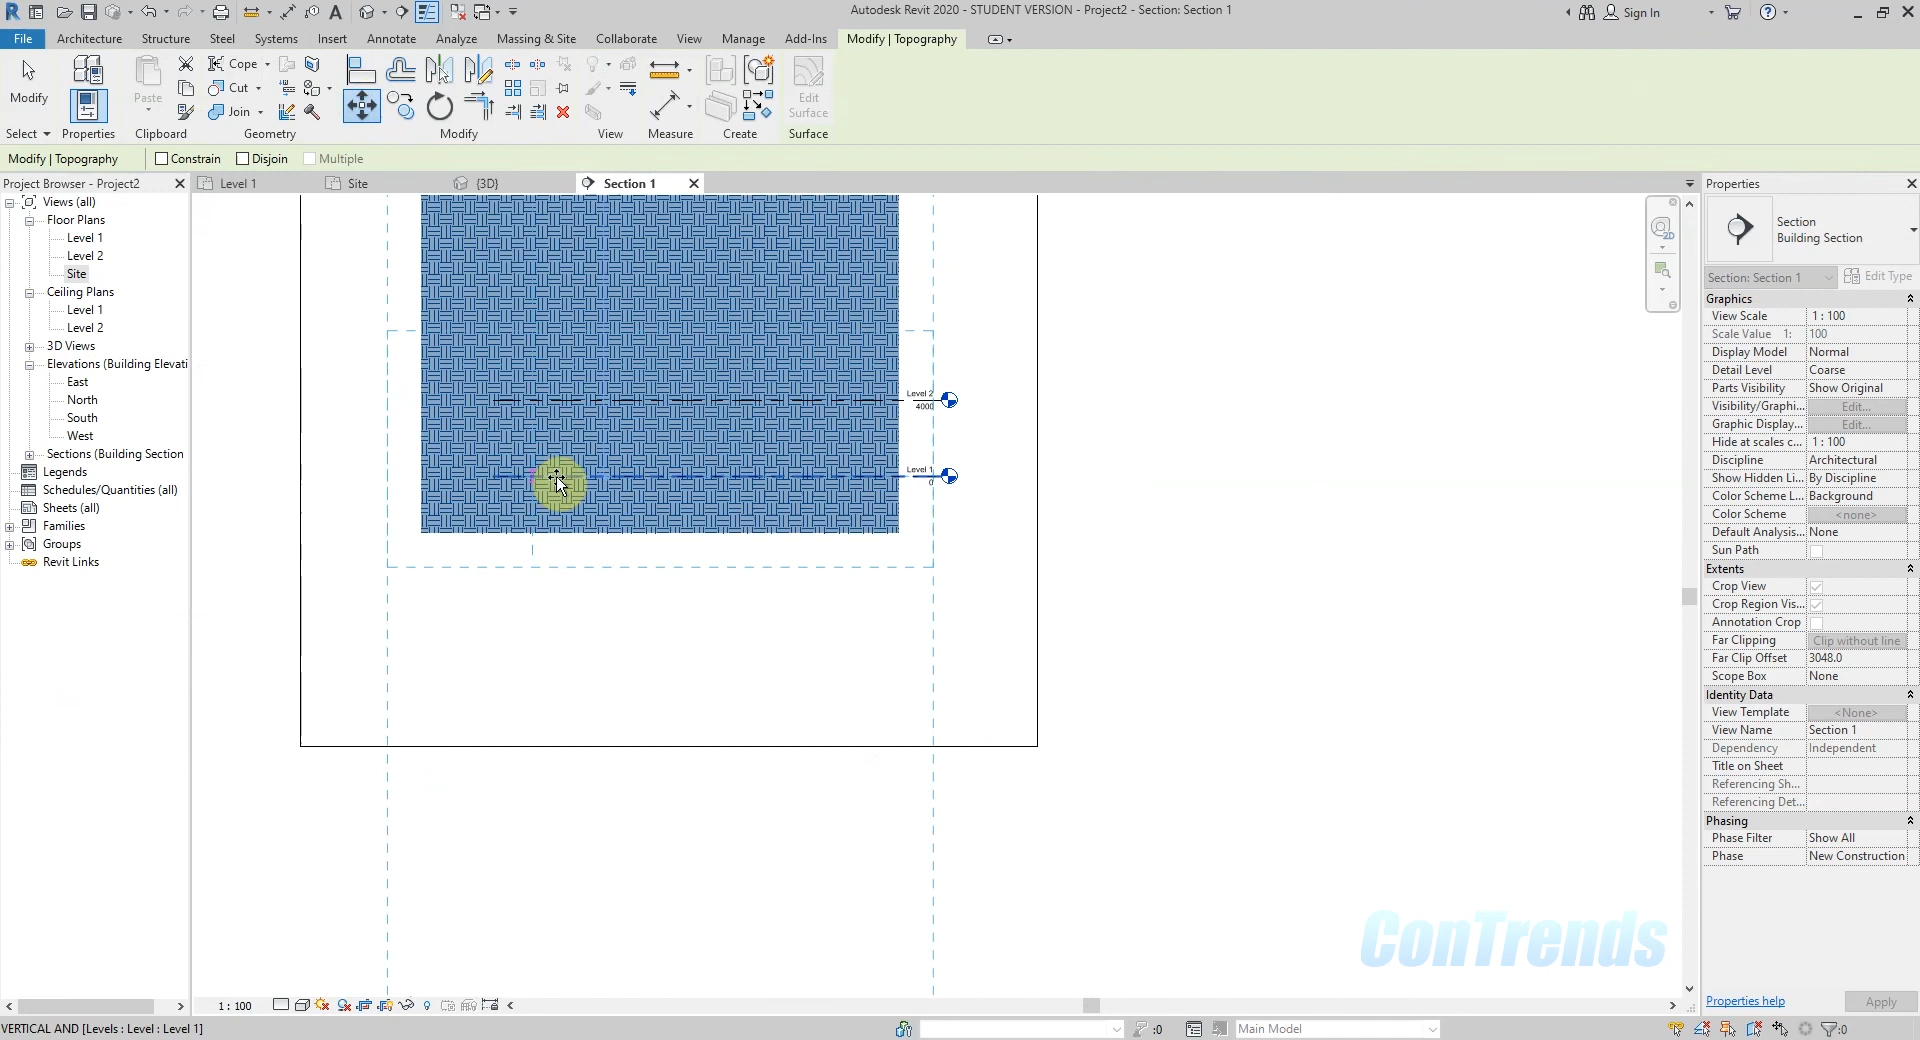 Autodesk Revit 2020 - STUDENT VERSION - Project2 - Section: Section 1
Sign In
File Architecture Structure Steel Systems Insert Annotate Analyze Massing & Site Collaborate View Manage Add-Ins Modify | Topography
Modify
Paste
Cope
Cut
Join
Edit
Surface
Select Properties Clipboard Geometry Modify View Measure Create Surface
Modify | Topography Constrain Disjoin Multiple
Project Browser - Project2
Level 1 Site {3D} Section 1
Properties
Views (all)
Floor Plans
Level 1
Level 2
Site
Ceiling Plans
Level 1
Level 2
3D Views
Elevations (Building Elevati
East
North
South
West
Sections (Building Section
Legends
Schedules/Quantities (all)
Sheets (all)
Families
Groups
Revit Links
Level 2
4000
Level 1
0
2D
Section
Building Section
Section: Section 1 Edit Type
Graphics
View Scale 1 : 100
Scale Value 1: 100
Display Model Normal
Detail Level Coarse
Parts Visibility Show Original
Visibility/Graphi... Edit...
Graphic Display... Edit...
Hide at scales c... 1 : 100
Discipline Architectural
Show Hidden Li... By Discipline
Color Scheme L... Background
Color Scheme <none>
Default Analysis... None
Sun Path
Extents
Crop View
Crop Region Vis...
Annotation Crop
Far Clipping Clip without line
Far Clip Offset 3048.0
Scope Box None
Identity Data
View Template <None>
View Name Section 1
Dependency Independent
Title on Sheet
Referencing Sh...
Referencing Det...
Phasing
Phase Filter Show All
Phase New Construction
ConTrends
Properties help Apply
1 : 100
VERTICAL AND [Levels : Level : Level 1]
:0
Main Model
:0